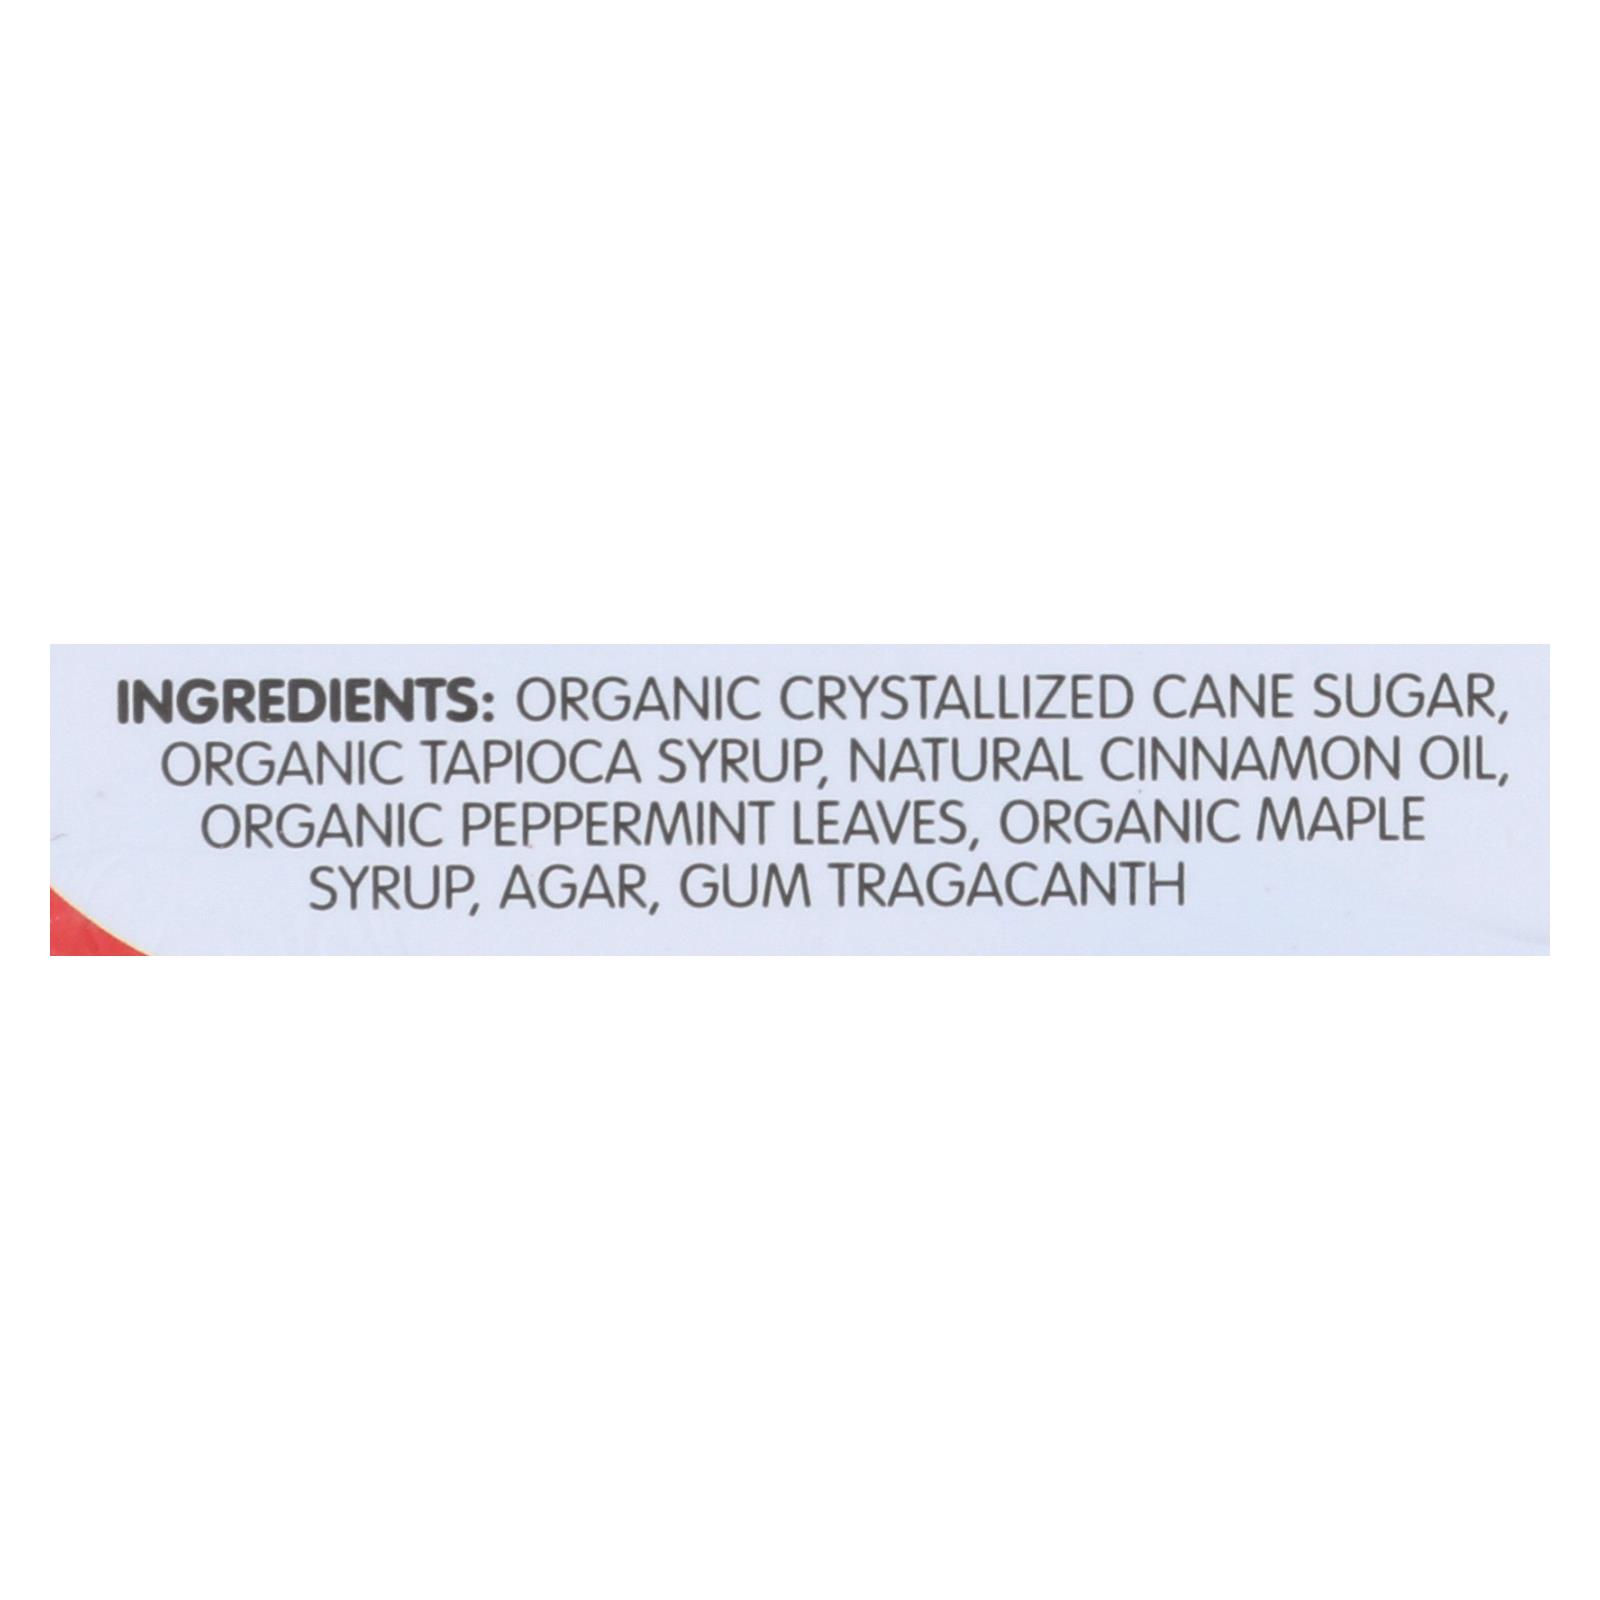 INGREDIENTS: ORGANIC CRYSTALLIZED CANE SUGAR,
ORGANIC TAPIOCA SYRUP, NATURAL CINNAMON OIL,
ORGANIC PEPPERMINT LEAVES, ORGANIC MAPLE
SYRUP, AGAR, GUM TRAGACANTH